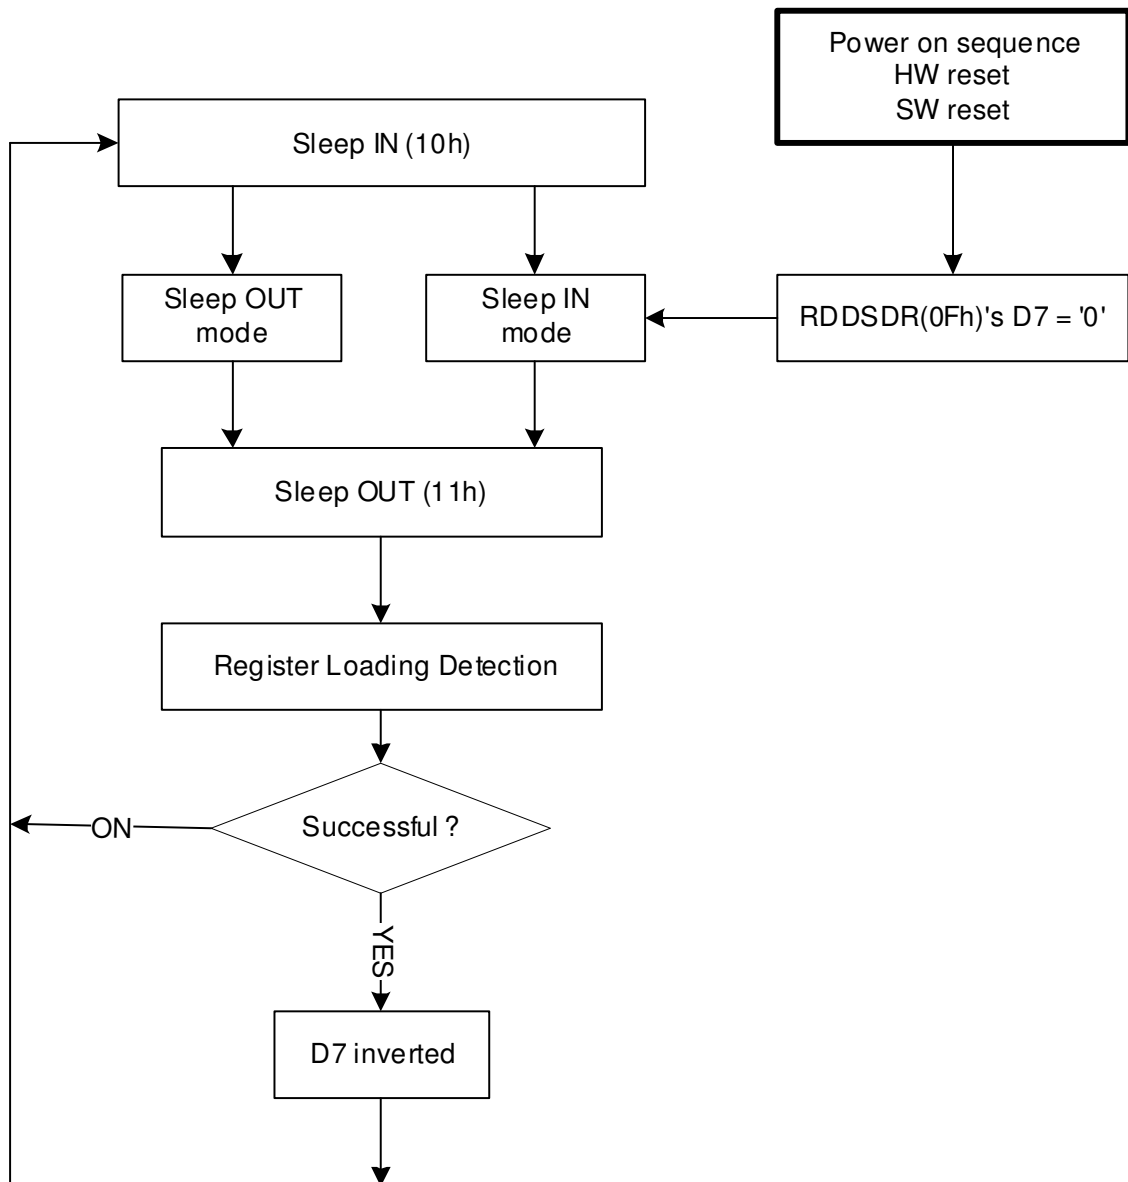 Power on sequence
HW reset
SW reset
Sleep IN (10h)
Sleep OUT
mode
Sleep IN
mode
RDDSDR(0Fh)'s D7 = '0'
Sleep OUT (11h)
Register Loading Detection
Successful ?
ON
YES
D7 inverted